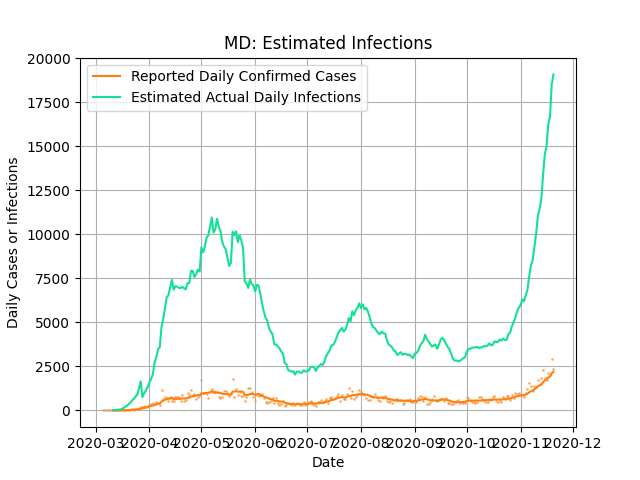 MD: Estimated Infections
Reported Daily Confirmed Cases
Estimated Actual Daily Infections
Daily Cases or Infections
20000
17500
15000
12500
10000
7500
5000
2500
0
2020-03 2020-04 2020-05 2020-06 2020-07 2020-08 2020-09 2020-10 2020-11 2020-12
Date